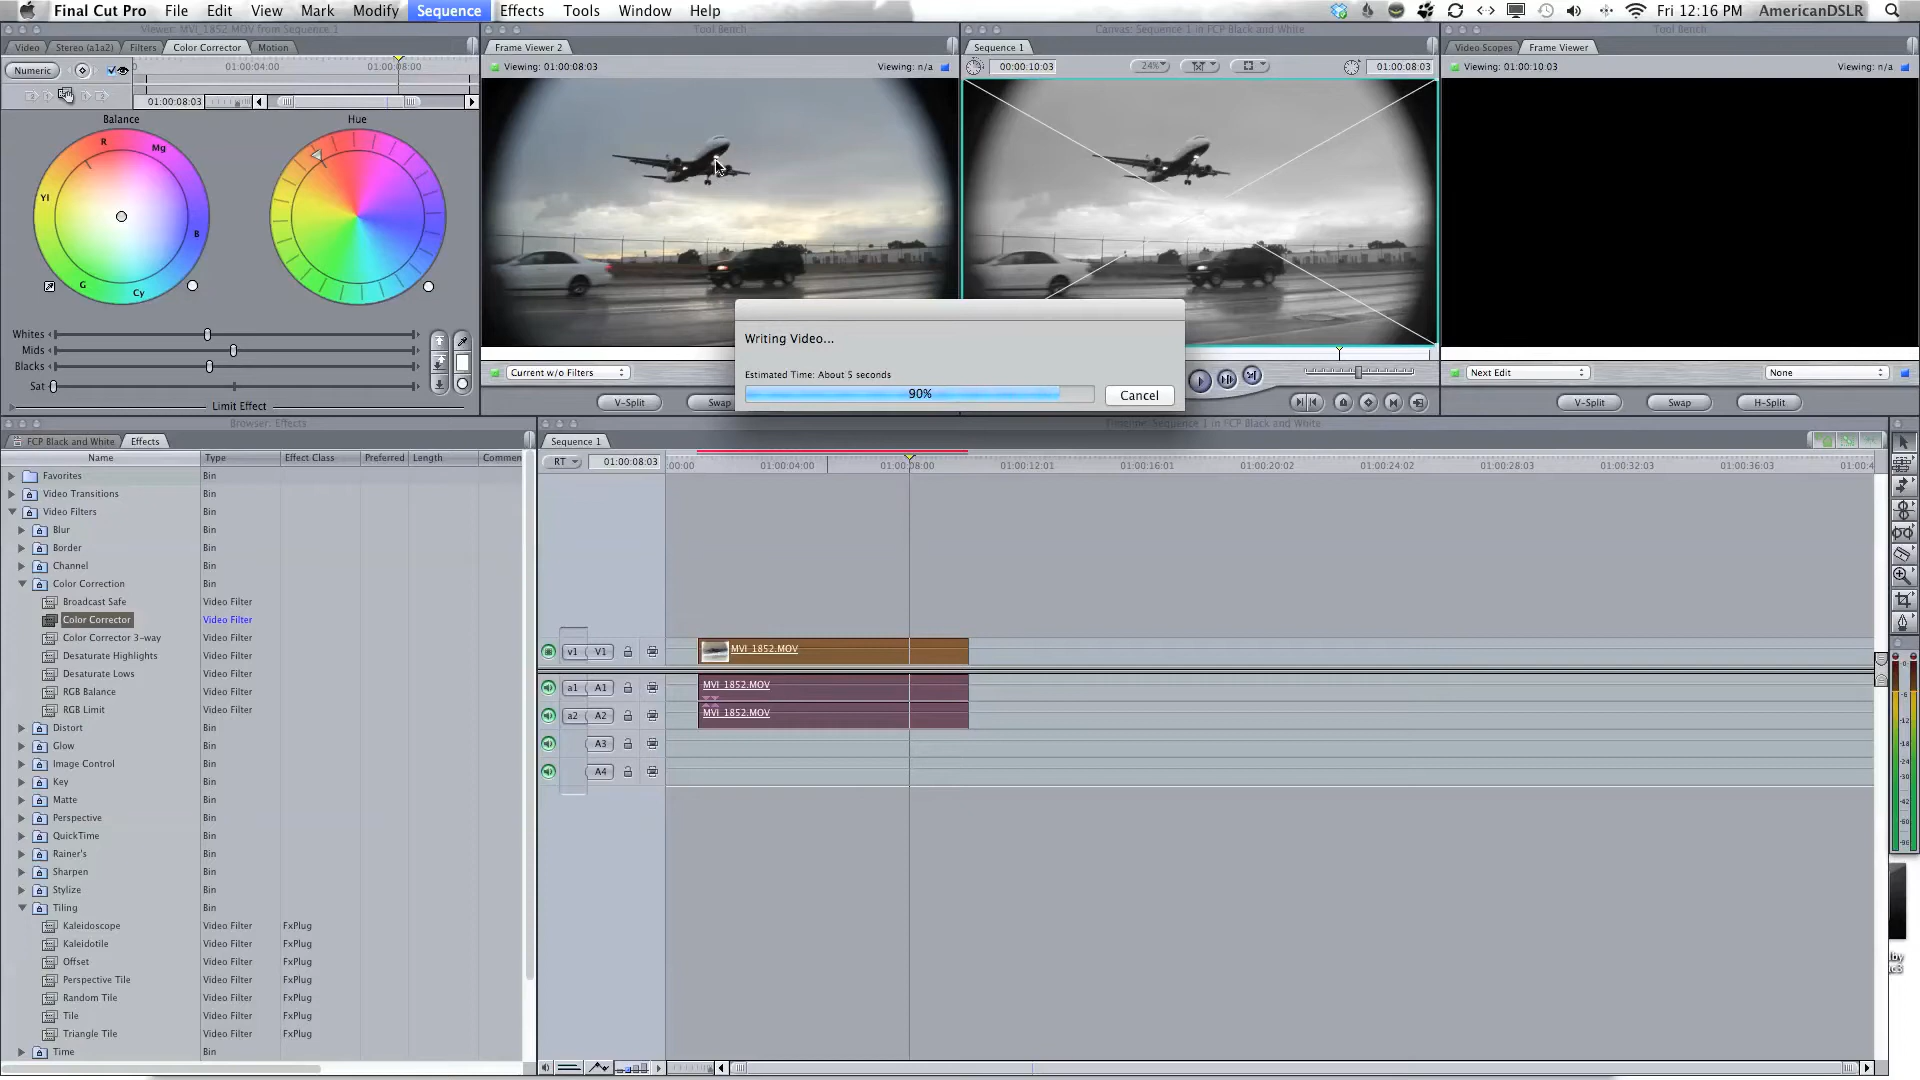 Final Cut Pro File Edit View Mark Modify Sequence Effects Tools Window Help Fri 12:16 PM AmericanDSLR
Viewer: MVI_1852.MOV from Sequence 1
Video Stereo (a1a2) Filters Color Corrector Motion
Numeric
01:00:04:00 01:00:08:00
01:00:08:03
Balance Hue
R Mg Yl B G Cy
Whites
Mids
Blacks
Sat
Limit Effect
Tool Bench
Frame Viewer 2
Viewing: 01:00:08:03 Viewing: n/a
Current w/o Filters
V-Split Swap
Canvas: Sequence 1 in FCP Black and White
Sequence 1
00:00:10:03 24% 01:00:08:03
Tool Bench
Video Scopes Frame Viewer
Viewing: 01:00:10:03 Viewing: n/a
Next Edit None
V-Split Swap H-Split
Writing Video...
Estimated Time: About 5 seconds
90%
Cancel
Browser: Effects
FCP Black and White Effects
Name Type Effect Class Preferred Length Commen
Favorites Bin
Video Transitions Bin
Video Filters Bin
Blur Bin
Border Bin
Channel Bin
Color Correction Bin
Broadcast Safe Video Filter
Color Corrector Video Filter
Color Corrector 3-way Video Filter
Desaturate Highlights Video Filter
Desaturate Lows Video Filter
RGB Balance Video Filter
RGB Limit Video Filter
Distort Bin
Glow Bin
Image Control Bin
Key Bin
Matte Bin
Perspective Bin
QuickTime Bin
Rainer's Bin
Sharpen Bin
Stylize Bin
Tiling Bin
Kaleidoscope Video Filter FxPlug
Kaleidotile Video Filter FxPlug
Offset Video Filter FxPlug
Perspective Tile Video Filter FxPlug
Random Tile Video Filter FxPlug
Tile Video Filter FxPlug
Triangle Tile Video Filter FxPlug
Time Bin
Timeline: Sequence 1 in FCP Black and White
Sequence 1
RT 01:00:08:03
:00:00 01:00:04:00 01:00:08:00 01:00:12:01 01:00:16:01 01:00:20:02 01:00:24:02 01:00:28:03 01:00:32:03 01:00:36:03 01:00:4
v1 V1 MVI_1852.MOV
a1 A1 MVI_1852.MOV
a2 A2 MVI_1852.MOV
A3
A4